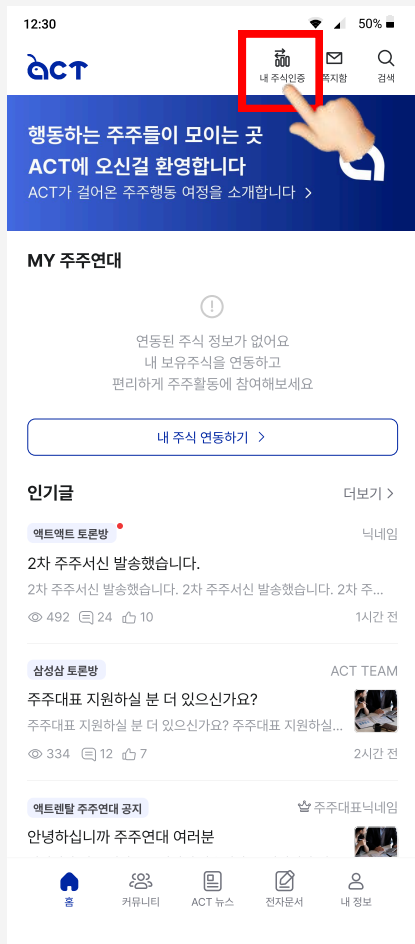 12:30
50%
act
내 주식인증
쪽지함
검색
행동하는 주주들이 모이는 곳
ACT에 오신걸 환영합니다
ACT가 걸어온 주주행동 여정을 소개합니다 >
MY 주주연대
연동된 주식 정보가 없어요
내 보유주식을 연동하고
편리하게 주주활동에 참여해보세요
내 주식 연동하기 >
인기글
더보기 >
액트액트 토론방
닉네임
2차 주주서신 발송했습니다.
2차 주주서신 발송했습니다. 2차 주주서신 발송했습니다. 2차 주...
492 24 10
1시간 전
삼성삼 토론방
ACT TEAM
주주대표 지원하실 분 더 있으신가요?
주주대표 지원하실 분 더 있으신가요? 주주대표 지원하실...
334 12 7
2시간 전
액트렌탈 주주연대 공지
주주대표닉네임
안녕하십니까 주주연대 여러분
홈
커뮤니티
ACT 뉴스
전자문서
내 정보